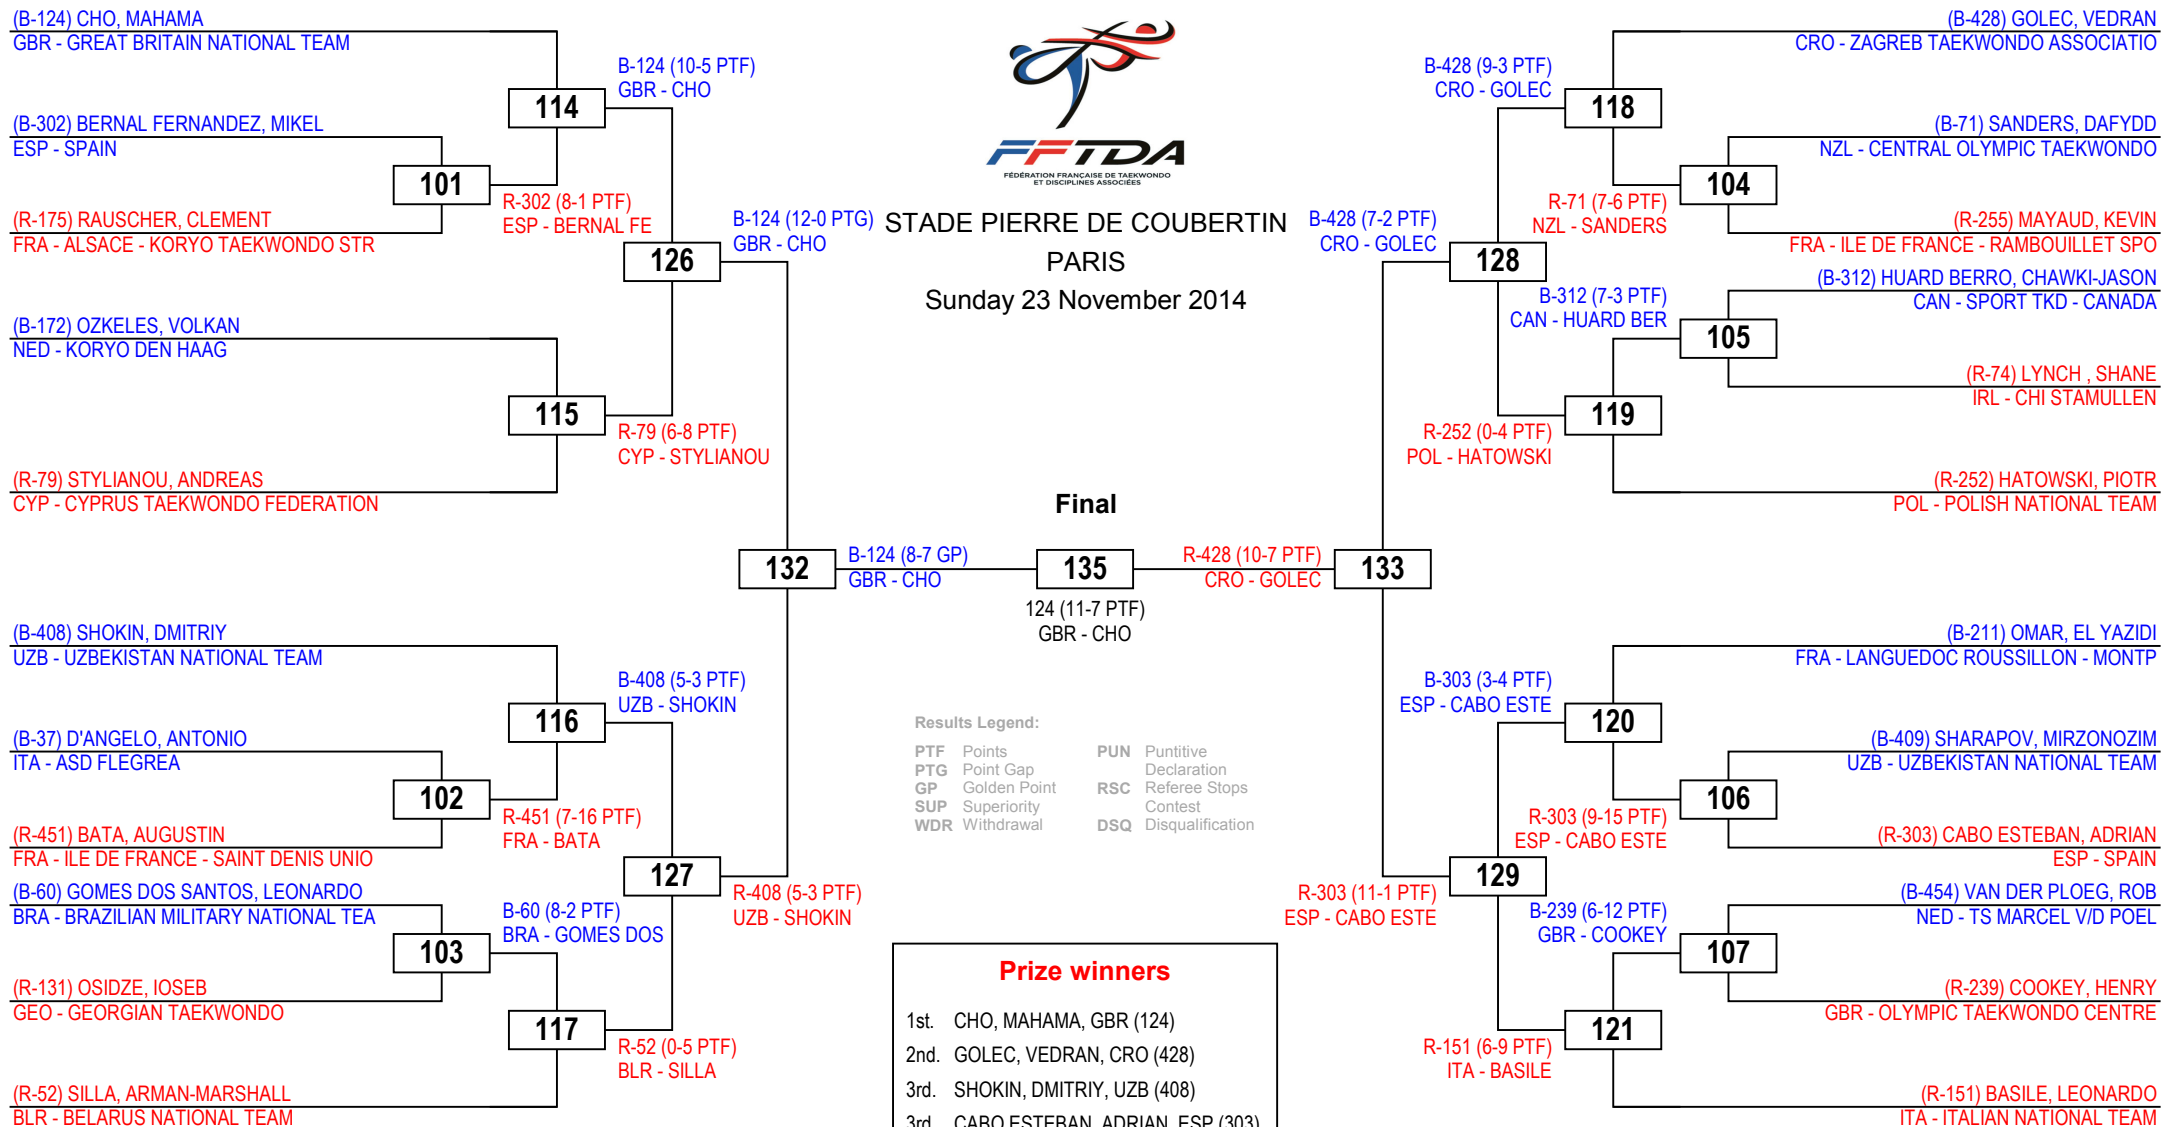 (B-124) CHO, MAHAMA
GBR - GREAT BRITAIN NATIONAL TEAM
(B-302) BERNAL FERNANDEZ, MIKEL
ESP - SPAIN
(R-175) RAUSCHER, CLEMENT
FRA - ALSACE - KORYO TAEKWONDO STR
(B-172) OZKELES, VOLKAN
NED - KORYO DEN HAAG
(R-79) STYLIANOU, ANDREAS
CYP - CYPRUS TAEKWONDO FEDERATION
(B-408) SHOKIN, DMITRIY
UZB - UZBEKISTAN NATIONAL TEAM
(B-37) D'ANGELO, ANTONIO
ITA - ASD FLEGREA
(R-451) BATA, AUGUSTIN
FRA - ILE DE FRANCE - SAINT DENIS UNIO
(B-60) GOMES DOS SANTOS, LEONARDO
BRA - BRAZILIAN MILITARY NATIONAL TEA
(R-131) OSIDZE, IOSEB
GEO - GEORGIAN TAEKWONDO
(R-52) SILLA, ARMAN-MARSHALL
BLR - BELARUS NATIONAL TEAM
101
102
103
R-302 (8-1 PTF)
ESP - BERNAL FE
R-451 (7-16 PTF)
FRA - BATA
B-60 (8-2 PTF)
BRA - GOMES DOS
114
115
116
117
B-124 (10-5 PTF)
GBR - CHO
R-79 (6-8 PTF)
CYP - STYLIANOU
B-408 (5-3 PTF)
UZB - SHOKIN
R-52 (0-5 PTF)
BLR - SILLA
126
127
B-124 (12-0 PTG)
GBR - CHO
R-408 (5-3 PTF)
UZB - SHOKIN
132
B-124 (8-7 GP)
GBR - CHO
FFTDA
FÉDÉRATION FRANÇAISE DE TAEKWONDO
ET DISCIPLINES ASSOCIÉES
STADE PIERRE DE COUBERTIN
PARIS
Sunday 23 November 2014
Final
135
124 (11-7 PTF)
GBR - CHO
Results Legend:
PTF Points
PTG Point Gap
GP Golden Point
SUP Superiority
WDR Withdrawal
PUN Puntitive
Declaration
RSC Referee Stops
Contest
DSQ Disqualification
Prize winners
1st. CHO, MAHAMA, GBR (124)
2nd. GOLEC, VEDRAN, CRO (428)
3rd. SHOKIN, DMITRIY, UZB (408)
3rd. CABO ESTEBAN, ADRIAN, ESP (303)
R-428 (10-7 PTF)
CRO - GOLEC
133
B-428 (7-2 PTF)
CRO - GOLEC
R-303 (11-1 PTF)
ESP - CABO ESTE
128
129
B-428 (9-3 PTF)
CRO - GOLEC
R-252 (0-4 PTF)
POL - HATOWSKI
B-303 (3-4 PTF)
ESP - CABO ESTE
R-151 (6-9 PTF)
ITA - BASILE
118
119
120
121
R-71 (7-6 PTF)
NZL - SANDERS
B-312 (7-3 PTF)
CAN - HUARD BER
R-303 (9-15 PTF)
ESP - CABO ESTE
B-239 (6-12 PTF)
GBR - COOKEY
104
105
106
107
(B-428) GOLEC, VEDRAN
CRO - ZAGREB TAEKWONDO ASSOCIATIO
(B-71) SANDERS, DAFYDD
NZL - CENTRAL OLYMPIC TAEKWONDO
(R-255) MAYAUD, KEVIN
FRA - ILE DE FRANCE - RAMBOUILLET SPO
(B-312) HUARD BERRO, CHAWKI-JASON
CAN - SPORT TKD - CANADA
(R-74) LYNCH , SHANE
IRL - CHI STAMULLEN
(R-252) HATOWSKI, PIOTR
POL - POLISH NATIONAL TEAM
(B-211) OMAR, EL YAZIDI
FRA - LANGUEDOC ROUSSILLON - MONTP
(B-409) SHARAPOV, MIRZONOZIM
UZB - UZBEKISTAN NATIONAL TEAM
(R-303) CABO ESTEBAN, ADRIAN
ESP - SPAIN
(B-454) VAN DER PLOEG, ROB
NED - TS MARCEL V/D POEL
(R-239) COOKEY, HENRY
GBR - OLYMPIC TAEKWONDO CENTRE
(R-151) BASILE, LEONARDO
ITA - ITALIAN NATIONAL TEAM